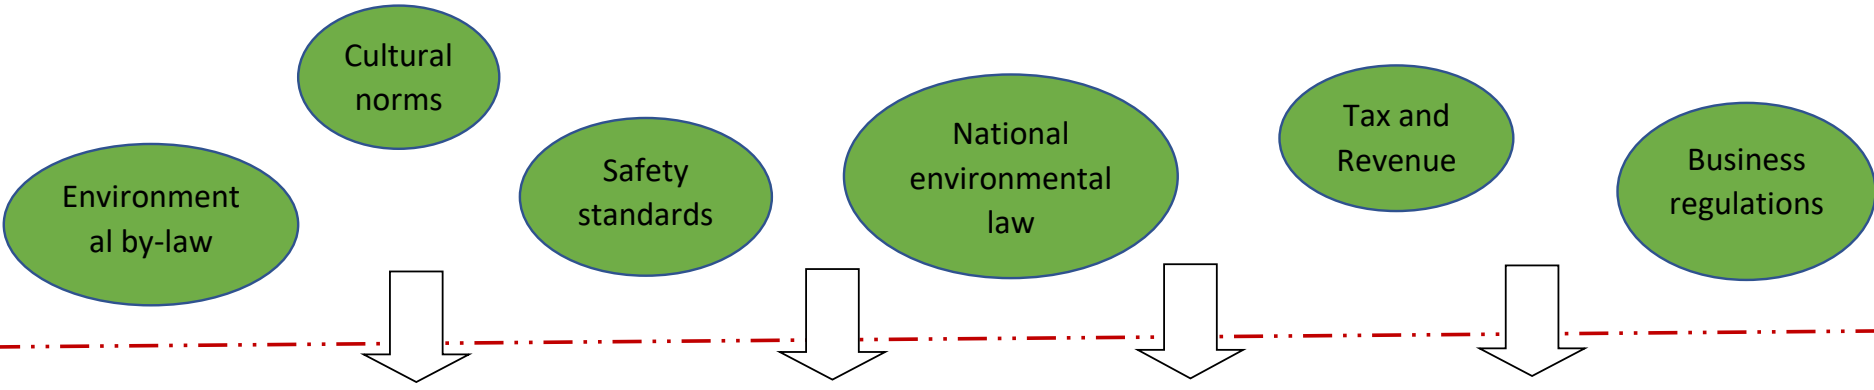 Cultural
norms
Environment
al by-law
Safety
standards
National
environmental
law
Tax and
Revenue
Business
regulations